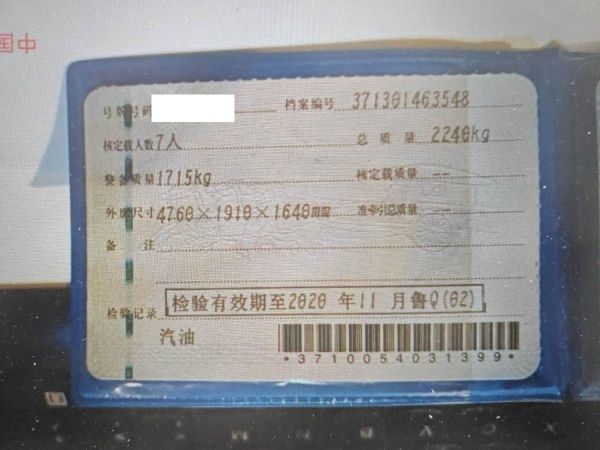 国中
号牌号码 档案编号 371301463548
核定载人数 7人 总质量 2240kg
整备质量 1715kg 核定载质量 --
外廓尺寸 4760×1910×1640mm 准牵引总质量 --
备注
检验记录 检验有效期至2020年11月鲁Q(02)
汽油
*3710054031399*
M N B V C X